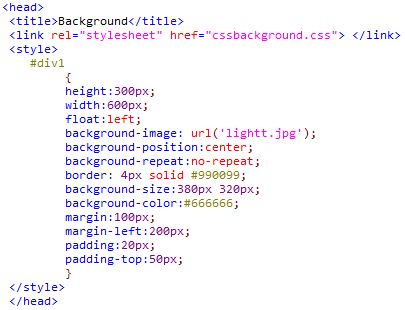 <head>
<title>Background</title>
<link rel="stylesheet" href="cssbackground.css"> </link>
<style>
#div1
{
height:300px;
width:600px;
float:left;
background-image: url('lightt.jpg');
background-position:center;
background-repeat:no-repeat;
border: 4px solid #990099;
background-size:380px 320px;
background-color:#666666;
margin:100px;
margin-left:200px;
padding:20px;
padding-top:50px;
}
</style>
</head>